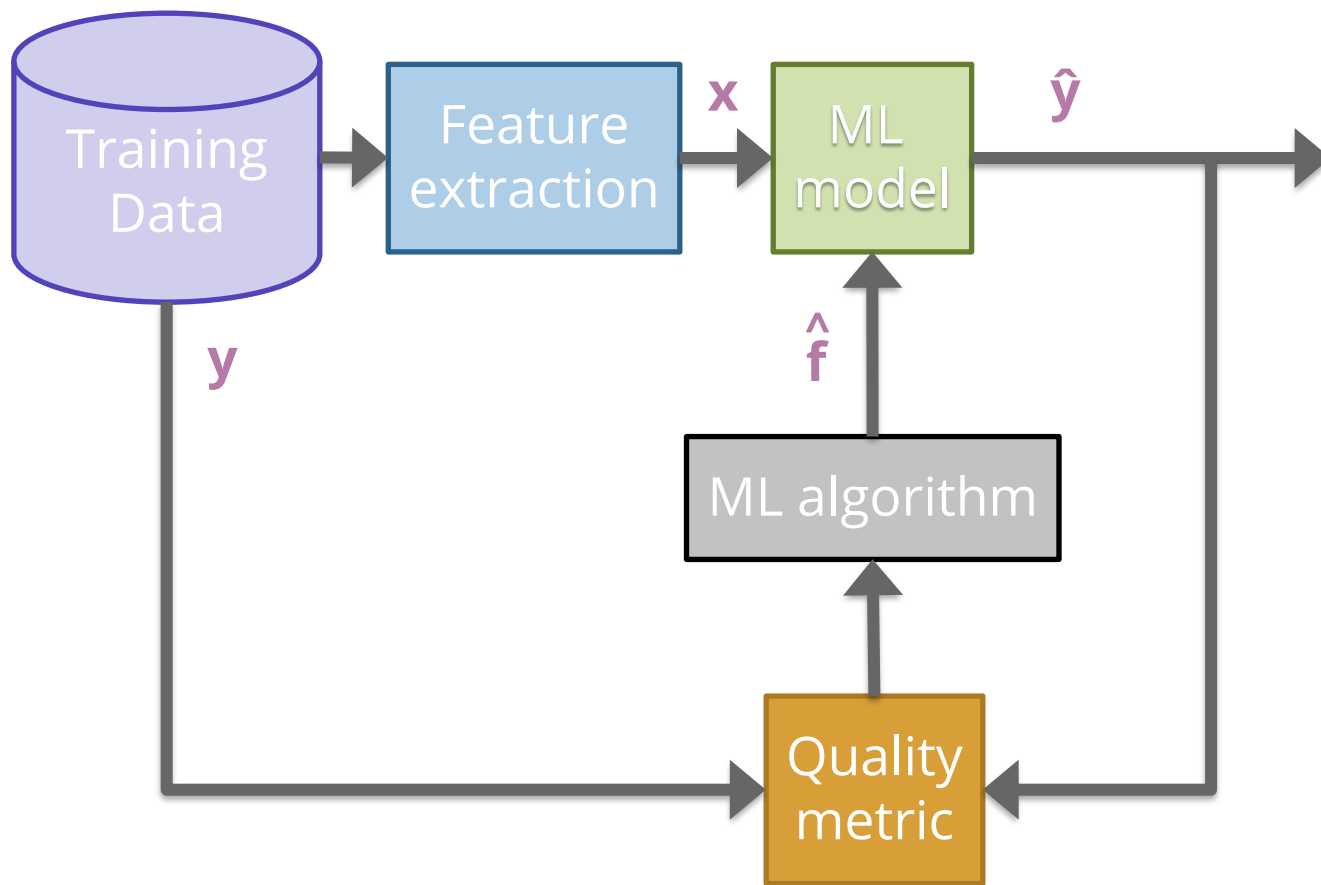 Training
Data
Feature
extraction
x
ML
model
ŷ
y
f̂
ML algorithm
Quality
metric